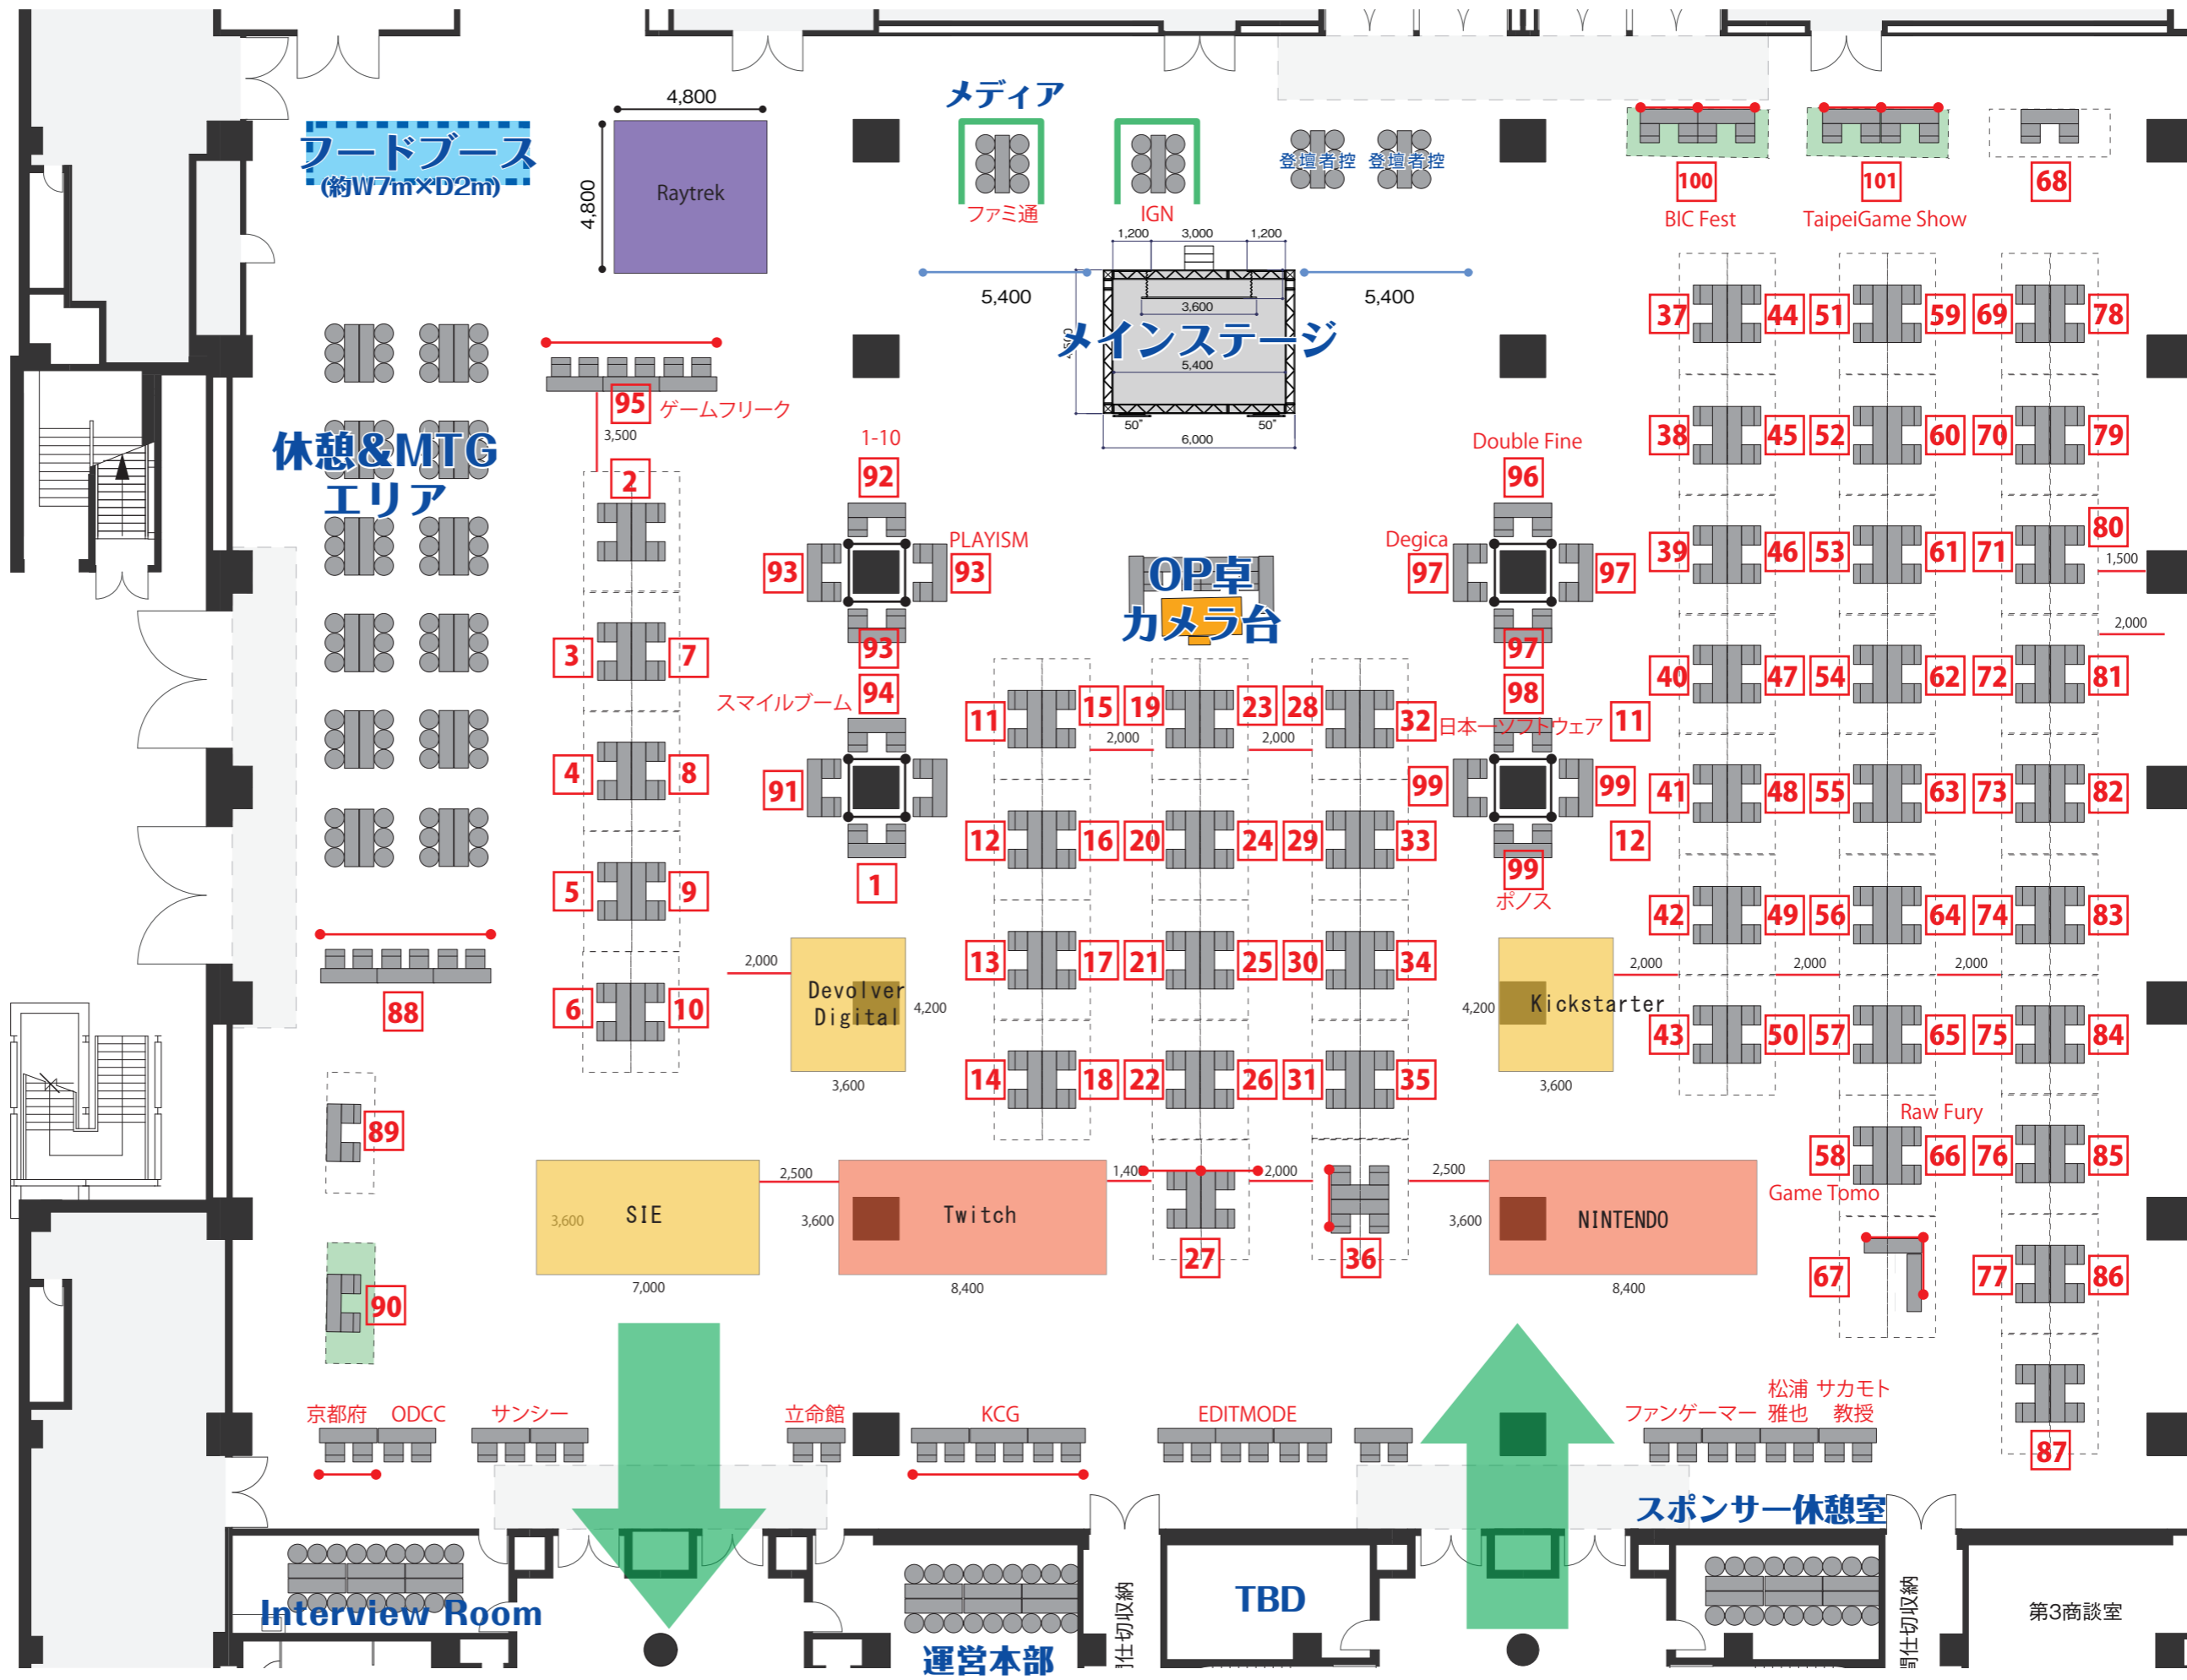 4,800
メディア
フードブース
(約W7m×D2m)
4,800
Raytrek
登壇者控 登壇者控
ファミ通
IGN
100
101
68
BIC Fest
TaipeiGame Show
1,200 3,000 1,200
5,400
5,400
3,600
メインステージ
5,400
50" 50"
6,000
37 44 51 59 69 78
95 ゲームフリーク
3,500
休憩&MTG
エリア
1-10
92
Double Fine
96
38 45 52 60 70 79
2
PLAYISM
93 93
93
Degica
97 97
97
OP卓
カメラ台
39 46 53 61 71 80
1,500
2,000
3 7
スマイルブーム
94
98
日本一ソフトウェア
11
40 47 54 62 72 81
11 15 19 23 28 32
2,000 2,000
4 8
91
99 99
41 48 55 63 73 82
12 16 20 24 29 33
12
1
99
ポノス
5 9
42 49 56 64 74 83
2,000
Devolver
Digital
4,200
3,600
13 17 21 25 30 34
Kickstarter
4,200
3,600
2,000 2,000 2,000
88
6 10
43 50 57 65 75 84
14 18 22 26 31 35
89
Raw Fury
58 66 76 85
Game Tomo
SIE
3,600
7,000
2,500
Twitch
3,600
8,400
2,000
27
36
2,500
NINTENDO
3,600
8,400
67
77 86
90
京都府 ODCC サンシー 立命館 KCG EDITMODE ファンゲーマー
松浦
雅也
サカモト
教授
87
スポンサー休憩室
Interview Room
運営本部
TBD
第3商談室